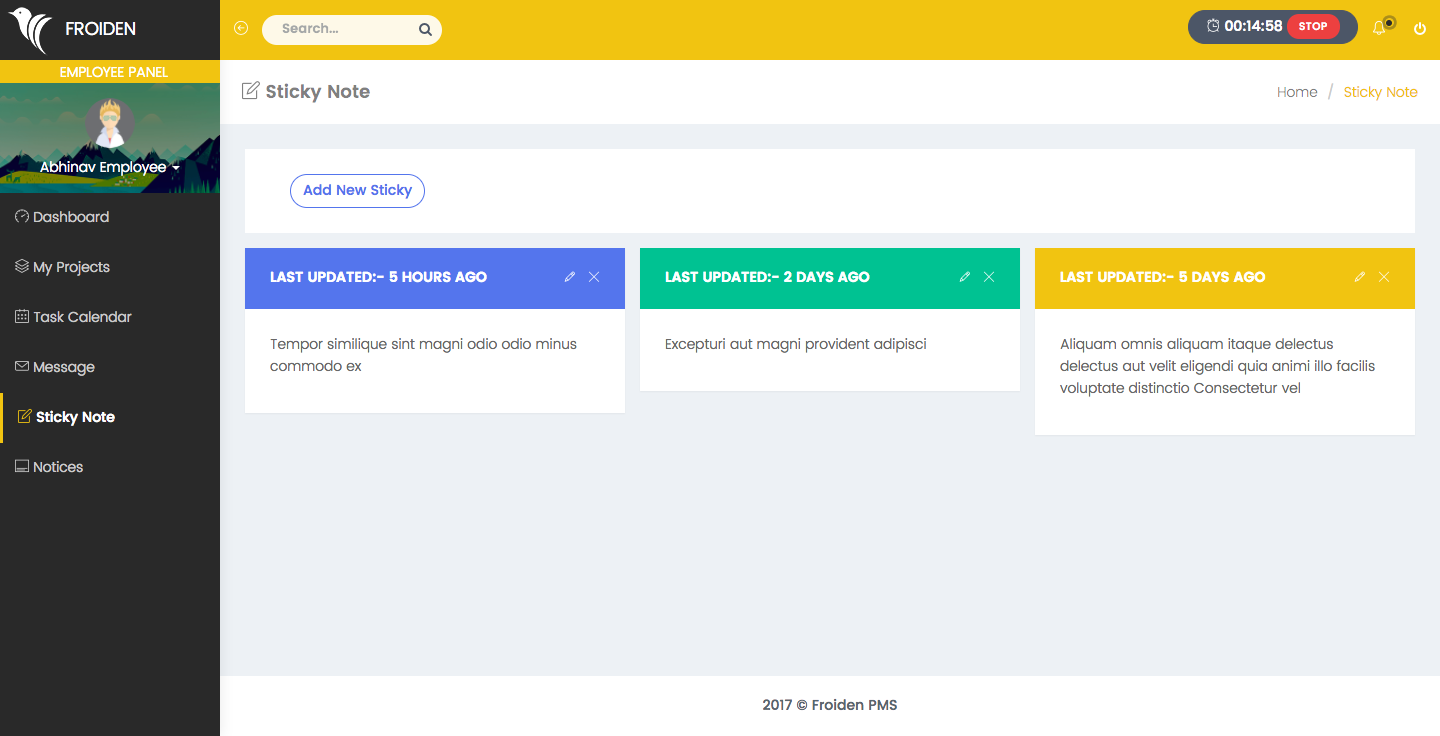 FROIDEN
Search...
00:14:58 STOP
EMPLOYEE PANEL
Abhinav Employee
Dashboard
My Projects
Task Calendar
Message
Sticky Note
Notices
Sticky Note
Home / Sticky Note
Add New Sticky
LAST UPDATED:- 5 HOURS AGO
Tempor similique sint magni odio odio minus
commodo ex
LAST UPDATED:- 2 DAYS AGO
Excepturi aut magni provident adipisci
LAST UPDATED:- 5 DAYS AGO
Aliquam omnis aliquam itaque delectus
delectus aut velit eligendi quia animi illo facilis
voluptate distinctio Consectetur vel
2017 © Froiden PMS